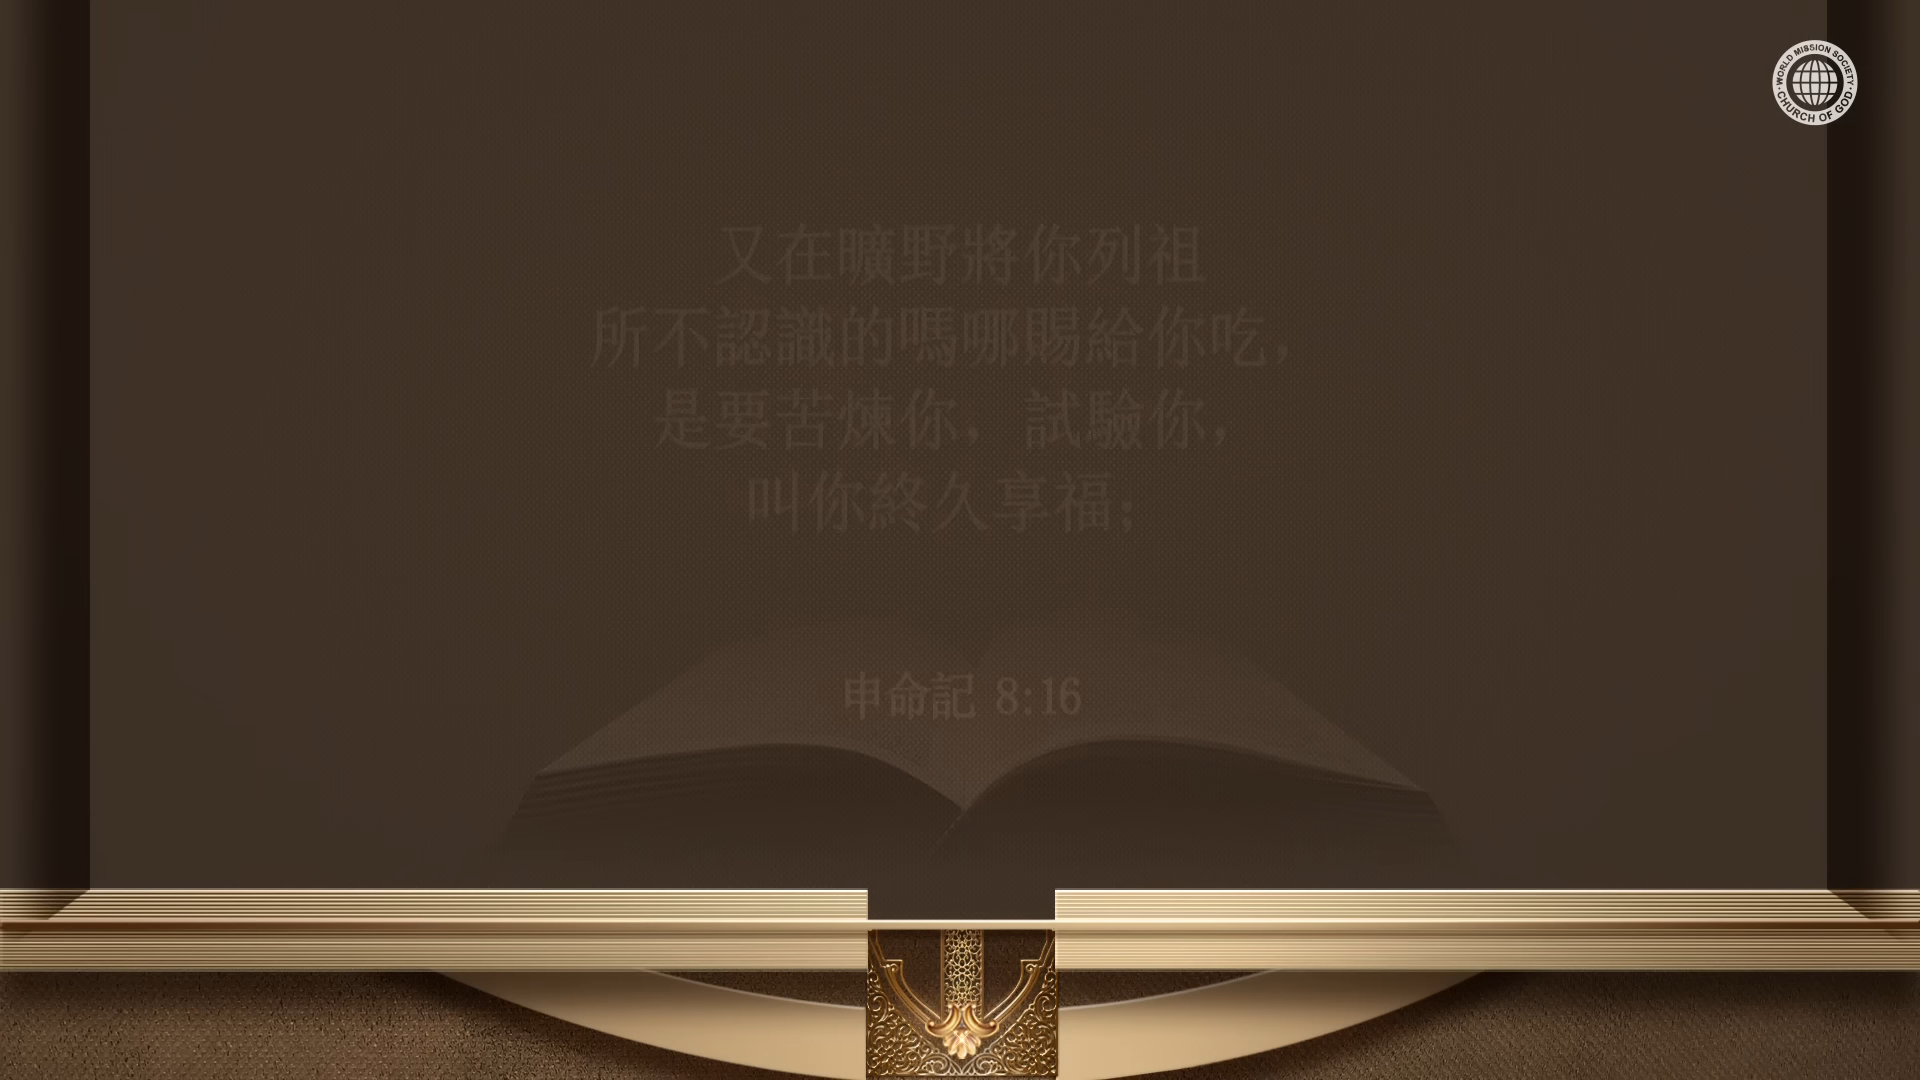 WORLD MISSION SOCIETY
CHURCH OF GOD
又在曠野將你列祖
所不認識的嗎哪賜給你吃，
是要苦煉你，試驗你，
叫你終久享福；
申命記 8:16